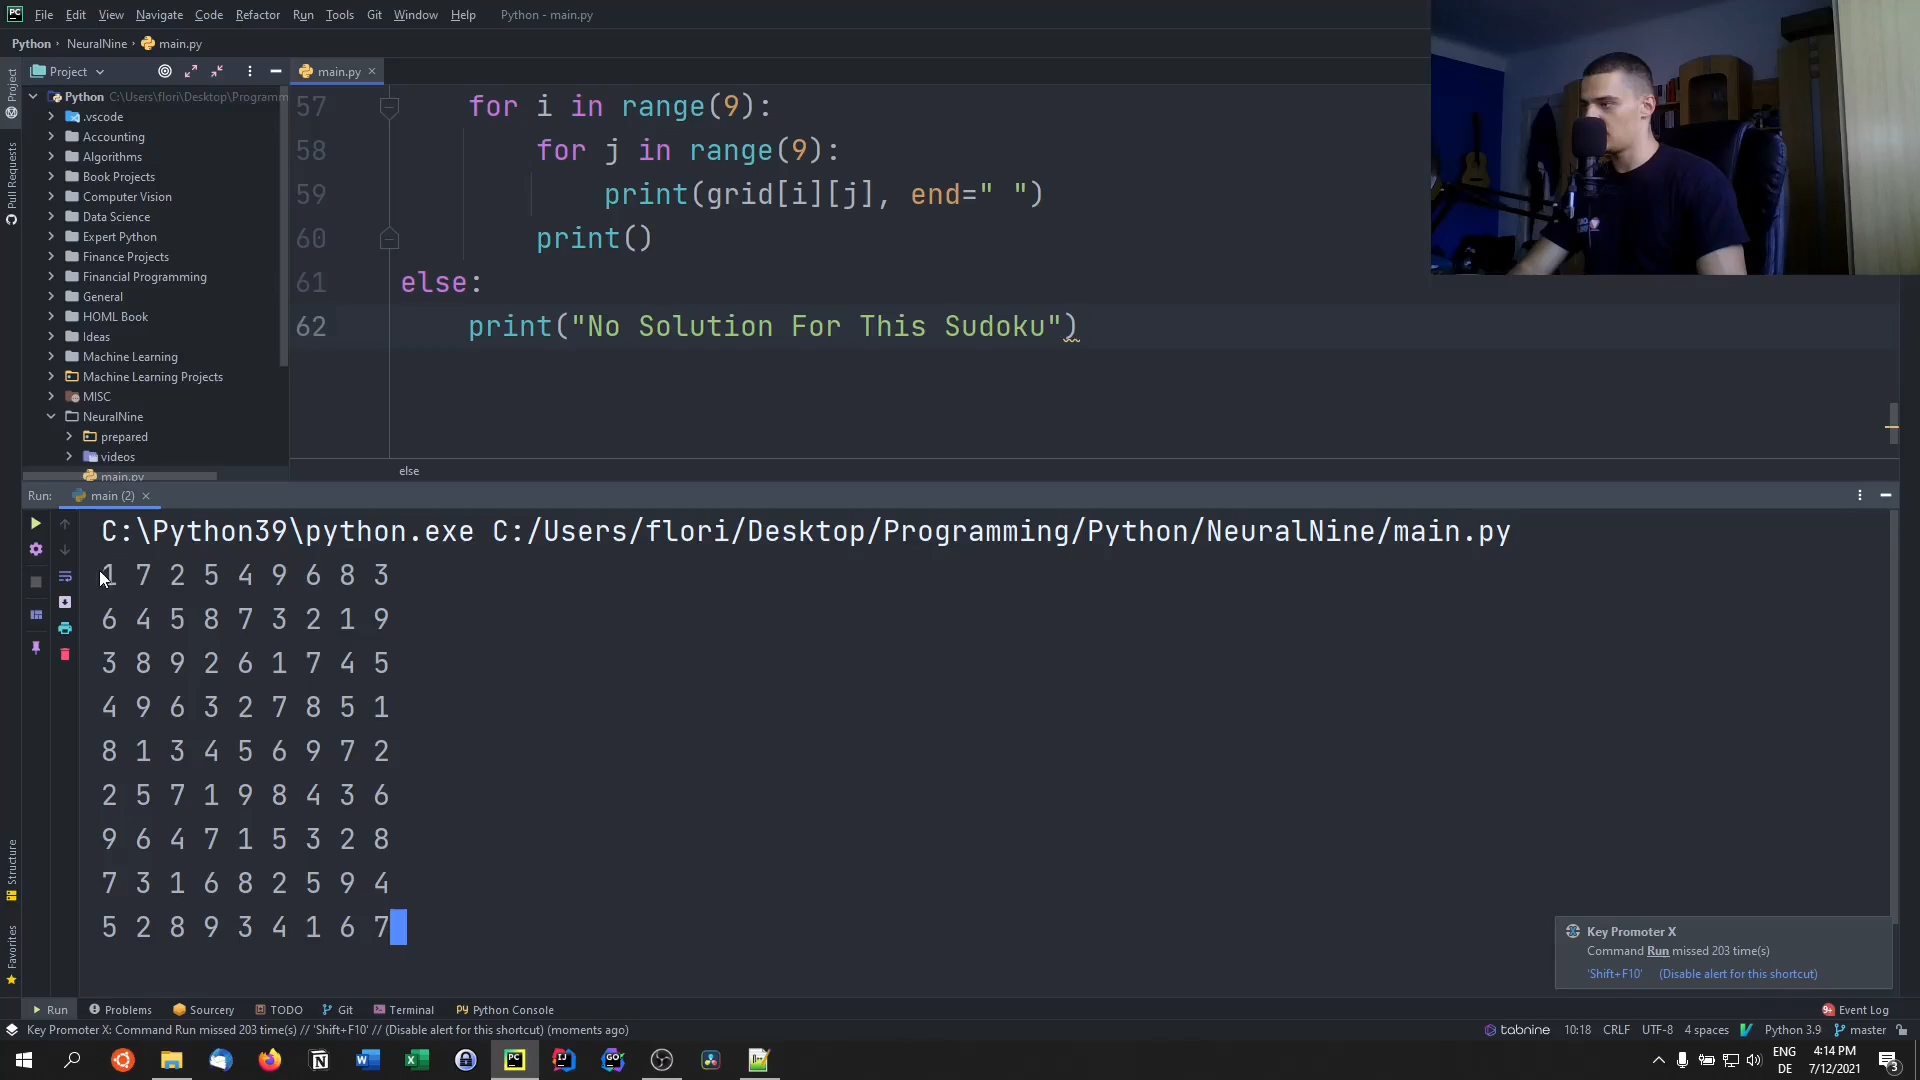 File Edit View Navigate Code Refactor Run Tools Git Window Help Python - main.py
Python NeuralNine main.py
Project
main.py
Python C:\Users\flori\Desktop\Programm
.vscode
Accounting
Algorithms
Book Projects
Computer Vision
Data Science
Expert Python
Finance Projects
Financial Programming
General
HOML Book
Ideas
Machine Learning
Machine Learning Projects
MISC
NeuralNine
prepared
videos
main.py
Project
Pull Requests
Structure
Favorites
57 for i in range(9):
58 for j in range(9):
59 print(grid[i][j], end=" ")
60 print()
61 else:
62 print("No Solution For This Sudoku")
else
Run: main (2)
C:\Python39\python.exe C:/Users/flori/Desktop/Programming/Python/NeuralNine/main.py
1 7 2 5 4 9 6 8 3
6 4 5 8 7 3 2 1 9
3 8 9 2 6 1 7 4 5
4 9 6 3 2 7 8 5 1
8 1 3 4 5 6 9 7 2
2 5 7 1 9 8 4 3 6
9 6 4 7 1 5 3 2 8
7 3 1 6 8 2 5 9 4
5 2 8 9 3 4 1 6 7
Key Promoter X
Command Run missed 203 time(s)
'Shift+F10' (Disable alert for this shortcut)
Run Problems Sourcery TODO Git Terminal Python Console Event Log
Key Promoter X: Command Run missed 203 time(s) // 'Shift+F10' // (Disable alert for this shortcut) (moments ago) tabnine 10:18 CRLF UTF-8 4 spaces Python 3.9 master
ENG 4:14 PM
DE 7/12/2021
3